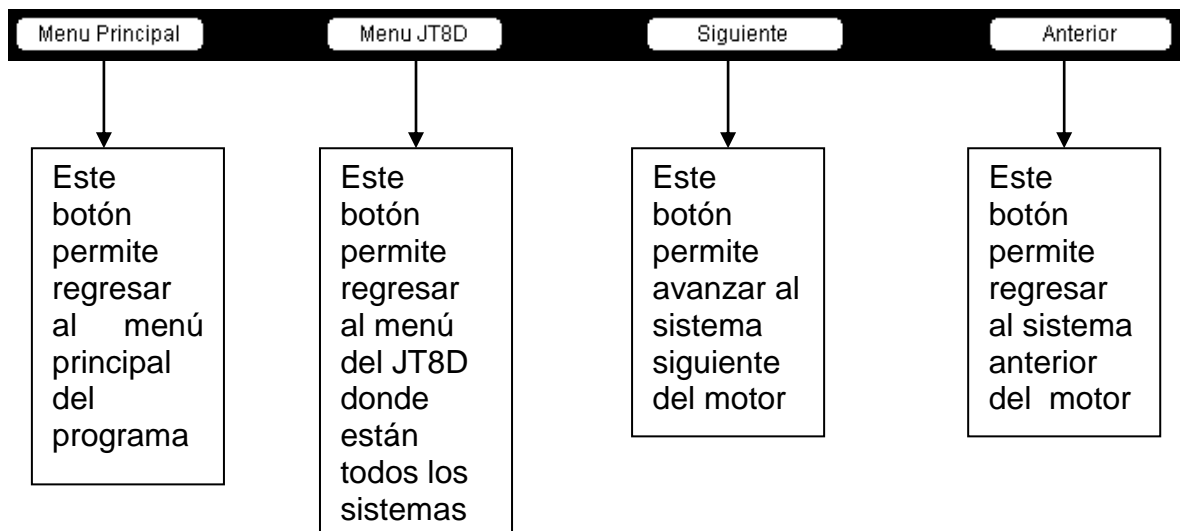 Menu Principal
Menu JT8D
Siguiente
Anterior
Este
botón
permite
regresar
al menú
principal
del
programa
Este
botón
permite
regresar
al menú
del JT8D
donde
están
todos los
sistemas
Este
botón
permite
avanzar al
sistema
siguiente
del motor
Este
botón
permite
regresar
al sistema
anterior
del motor